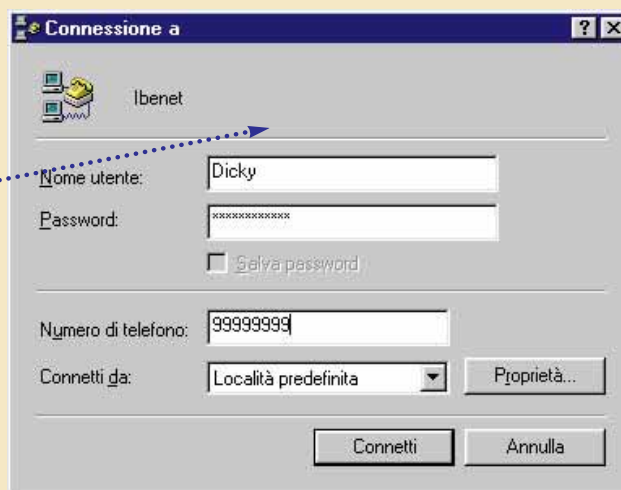 Connessione a
Ibenet
Nome utente: Dicky
Password: ************
Salva password
Numero di telefono: 99999999
Connetti da: Località predefinita Proprietà...
Connetti Annulla